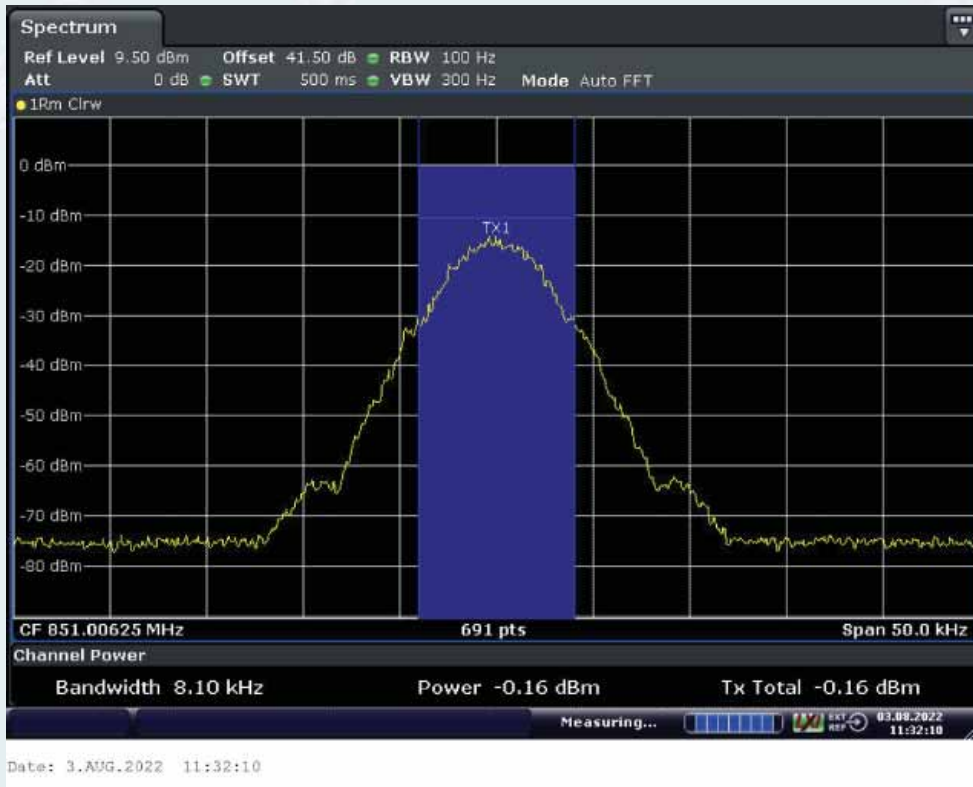 Spectrum
Ref Level 9.50 dBm Offset 41.50 dB RBW 100 Hz
Att 0 dB SWT 500 ms VBW 300 Hz Mode Auto FFT
1Rm Clrw
0 dBm
-10 dBm
TX1
-20 dBm
-30 dBm
-40 dBm
-50 dBm
-60 dBm
-70 dBm
-80 dBm
CF 851.00625 MHz 691 pts Span 50.0 kHz
Channel Power
Bandwidth 8.10 kHz Power -0.16 dBm Tx Total -0.16 dBm
Measuring... LXI EXT REF 03.08.2022
11:32:10
Date: 3.AUG.2022 11:32:10